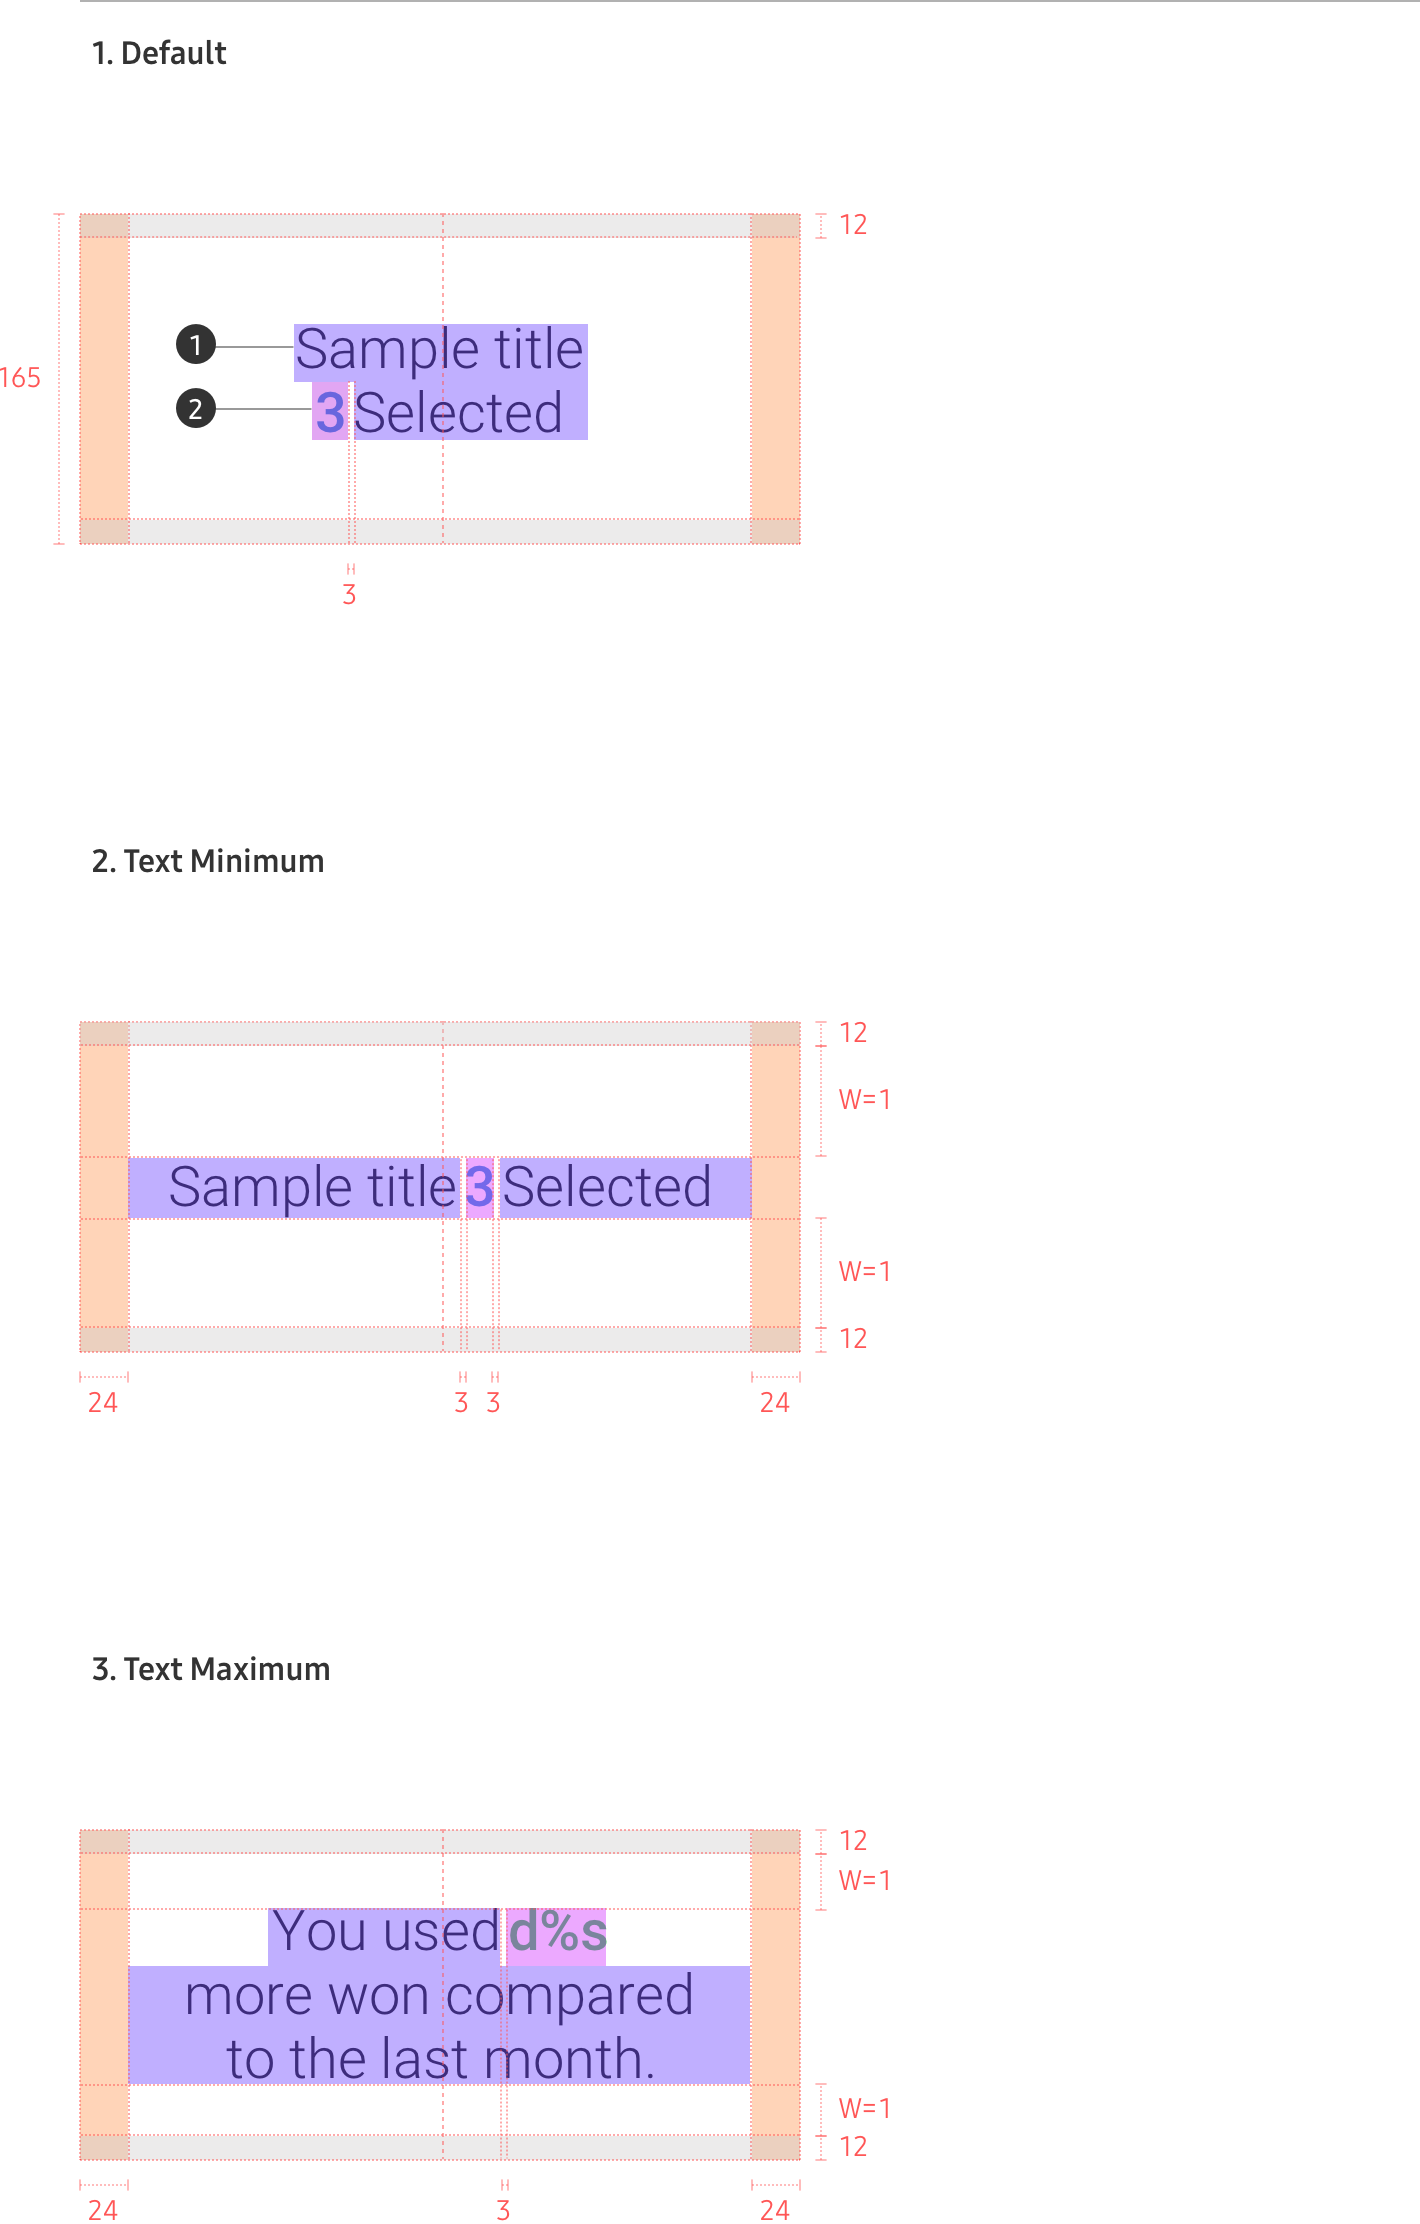 1. Default
12
1
Sample title
165
2
3 Selected
3
2. Text Minimum
12
W=1
Sample title 3 Selected
W=1
12
24 3 3 24
3. Text Maximum
12
W=1
You used d%s
more won compared
to the last month.
W=1
12
24 3 24